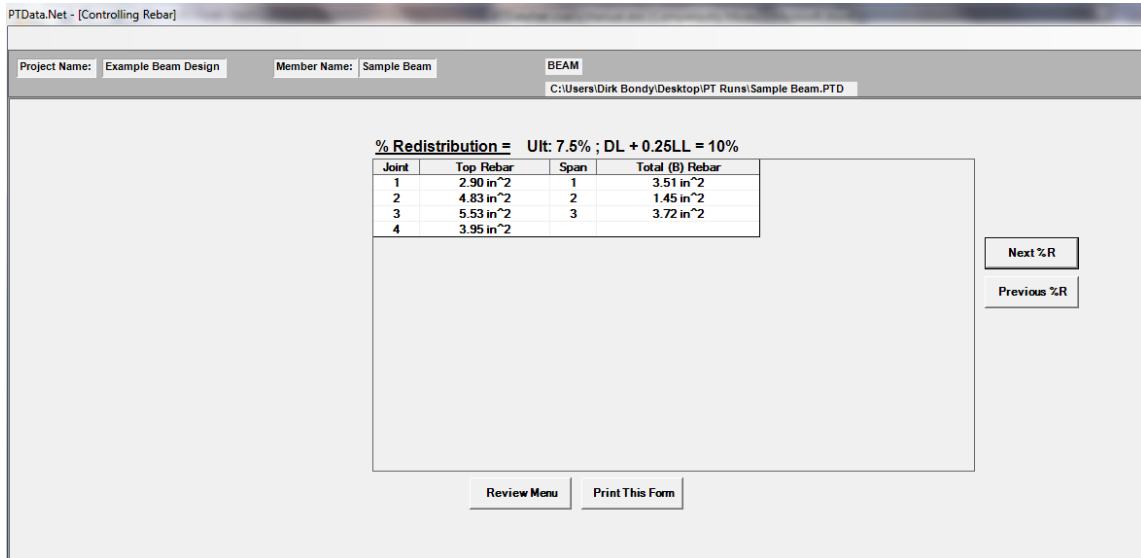 PTData.Net - [Controlling Rebar]
Project Name: Example Beam Design Member Name: Sample Beam BEAM
C:\Users\Dirk Bondy\Desktop\PT Runs\Sample Beam.PTD
% Redistribution = Ult: 7.5% ; DL + 0.25LL = 10%
Joint Top Rebar Span Total (B) Rebar
1 2.90 in^2 1 3.51 in^2
2 4.83 in^2 2 1.45 in^2
3 5.53 in^2 3 3.72 in^2
4 3.95 in^2
Next %R
Previous %R
Review Menu Print This Form